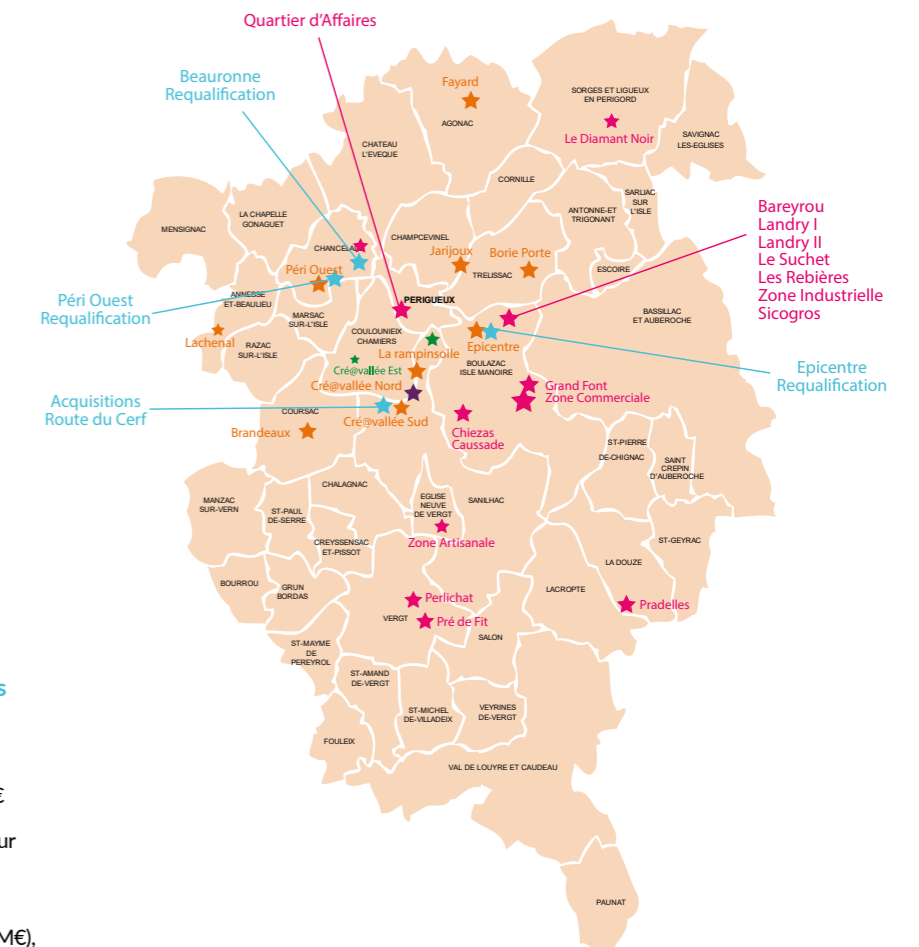 Quartier d'Affaires
Beauronne
Requalification
Fayard
AGONAC
SORGES ET LIGUEUX
EN PERIGORD
Le Diamant Noir
SAVIGNAC
LES-EGLISES
CHATEAU
L'EVEQUE
CORNILLE
SARLIAC
SUR
L'ISLE
ANTONNE-ET
TRIGONANT
MENSIGNAC
LA CHAPELLE
GONAGUET
CHANCELA
CHAMPCEVINEL
Jarijoux
Borie Porte
TRELISSAC
ESCOIRE
Bareyrou
Landry I
Landry II
Le Suchet
Les Rebières
Zone Industrielle
Sicogros
Péri Ouest
Péri Ouest
Requalification
ANNESSE
ET-BEAULIEU
MARSAC
SUR-L'ISLE
PERIGUEUX
BASSILLAC
ET AUBEROCHE
Lachenal
RAZAC
SUR-L'ISLE
COULOUNIEIX
CHAMIERS
La rampinsolle
Epicentre
BOULAZAC
ISLE MANOIRE
Epicentre
Requalification
Cré@vallée Est
Cré@vallée Nord
Grand Font
Zone Commerciale
Acquisitions
Route du Cerf
COURSAC
Cré@vallée Sud
Brandeaux
Chiezas
Caussade
ST-PIERRE
DE-CHIGNAC
SAINT
CREPIN
D'AUBEROCHE
CHALAGNAC
MANZAC
SUR-VERN
ST-PAUL
DE-SERRE
EGLISE
NEUVE
DE VERGT
SANILHAC
CREYSSENSAC
ET-PISSOT
Zone Artisanale
ST-GEYRAC
LA DOUZE
BOURROU
GRUN
BORDAS
LACROPTE
Perlichat
VERGT
Pré de Fit
Pradelles
SALON
ST-MAYME
DE
PEREYROL
ST-AMAND
DE-VERGT
ST-MICHEL
DE-VILLADEIX
VEYRINES
DE-VERGT
FOULEIX
VAL DE LOUYRE ET CAUDEAU
PAUNAT
s
€
ur
M€),